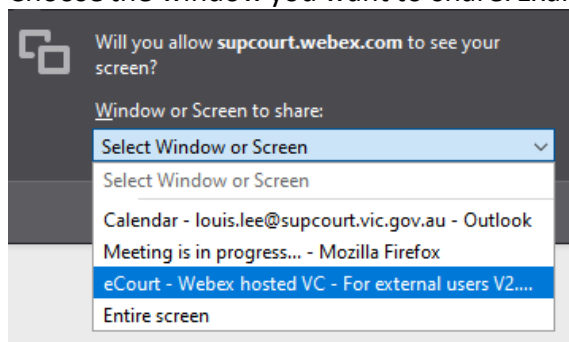 Will you allow supcourt.webex.com to see your
screen?
Window or Screen to share:
Select Window or Screen
Select Window or Screen
Calendar - louis.lee@supcourt.vic.gov.au - Outlook
Meeting is in progress... - Mozilla Firefox
eCourt - Webex hosted VC - For external users V2....
Entire screen